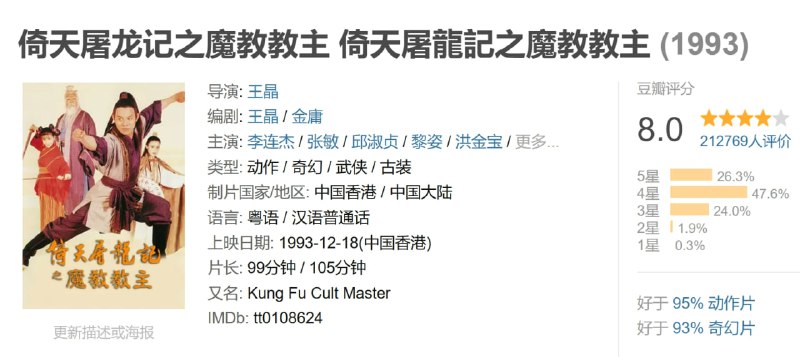 倚天屠龙记之魔教教主 倚天屠龍記之魔教教主 (1993)
倚天屠龍記
之魔教教主
更新描述或海报
导演: 王晶
编剧: 王晶 / 金庸
主演: 李连杰 / 张敏 / 邱淑贞 / 黎姿 / 洪金宝 / 更多...
类型: 动作 / 奇幻 / 武侠 / 古装
制片国家/地区: 中国香港 / 中国大陆
语言: 粤语 / 汉语普通话
上映日期: 1993-12-18(中国香港)
片长: 99分钟 / 105分钟
又名: Kung Fu Cult Master
IMDb: tt0108624
豆瓣评分
8.0
212769人评价
5星 26.3%
4星 47.6%
3星 24.0%
2星 1.9%
1星 0.3%
好于 95% 动作片
好于 93% 奇幻片